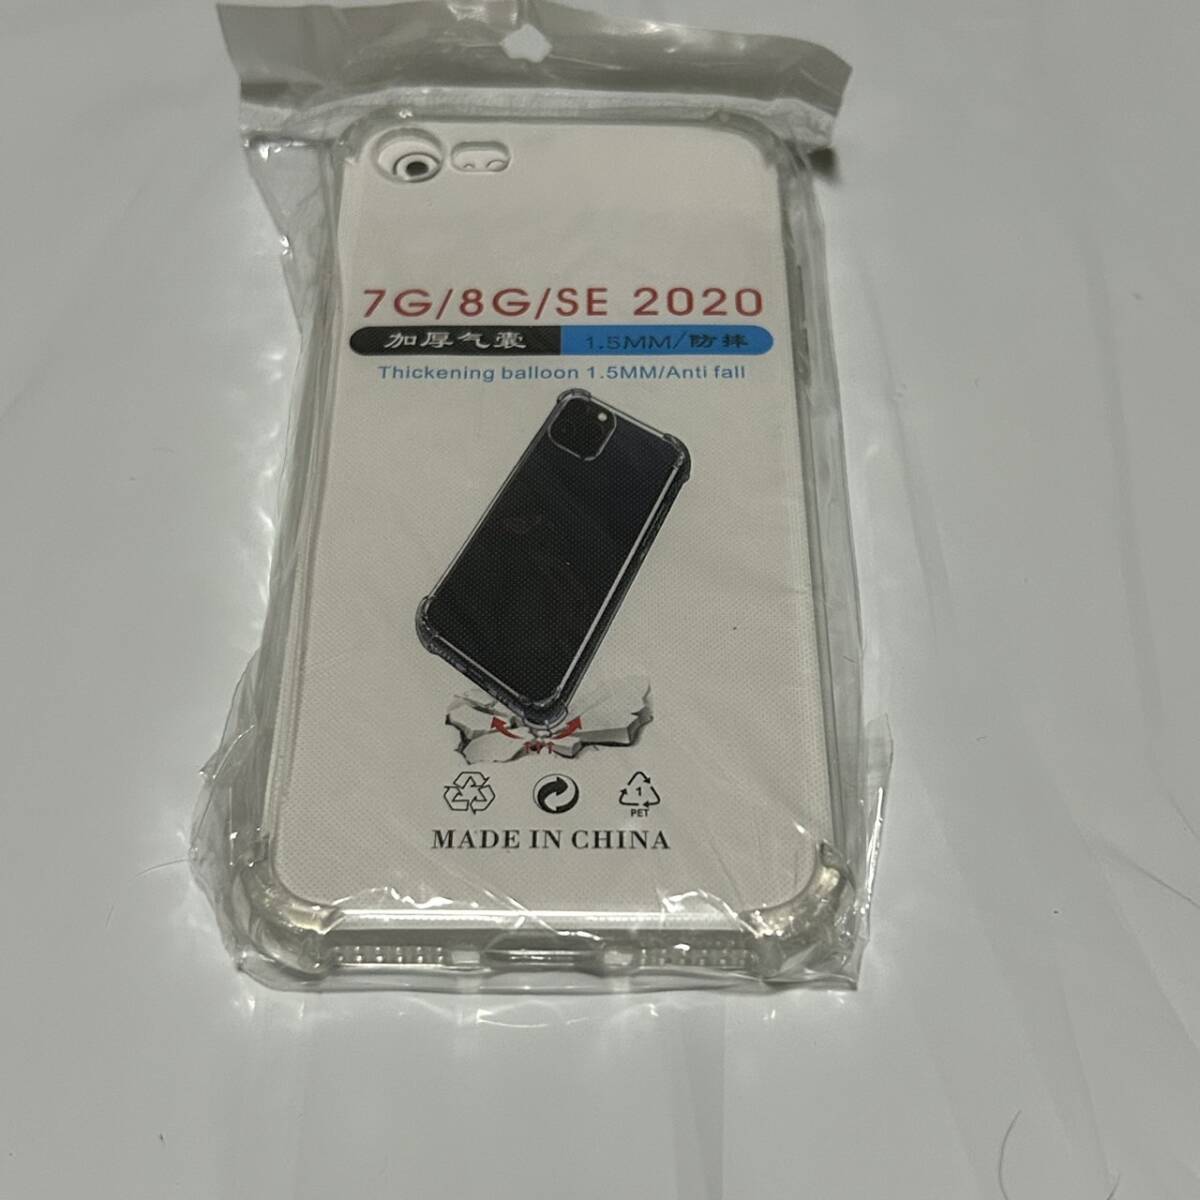 7G/8G/SE 2020
加厚气囊 1.5MM/防摔
Thickening balloon 1.5MM/Anti fall
1
PET
MADE IN CHINA